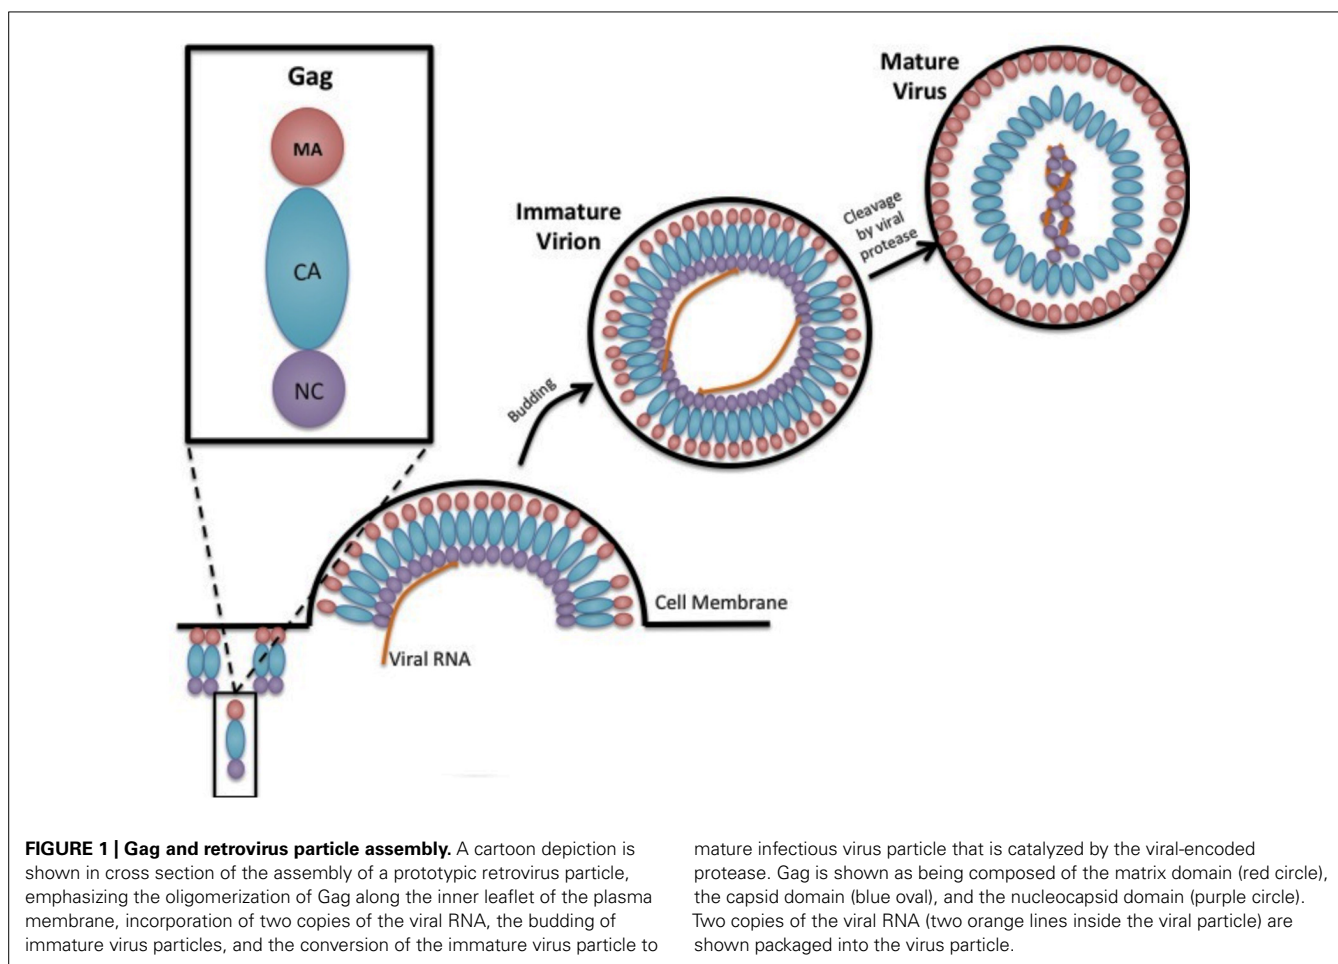 Gag
MA
CA
NC
Immature
Virion
Mature
Virus
Cleavage
by viral
protease
Budding
Cell Membrane
Viral RNA
FIGURE 1 | Gag and retrovirus particle assembly. A cartoon depiction is
shown in cross section of the assembly of a prototypic retrovirus particle,
emphasizing the oligomerization of Gag along the inner leaflet of the plasma
membrane, incorporation of two copies of the viral RNA, the budding of
immature virus particles, and the conversion of the immature virus particle to
mature infectious virus particle that is catalyzed by the viral-encoded
protease. Gag is shown as being composed of the matrix domain (red circle),
the capsid domain (blue oval), and the nucleocapsid domain (purple circle).
Two copies of the viral RNA (two orange lines inside the viral particle) are
shown packaged into the virus particle.